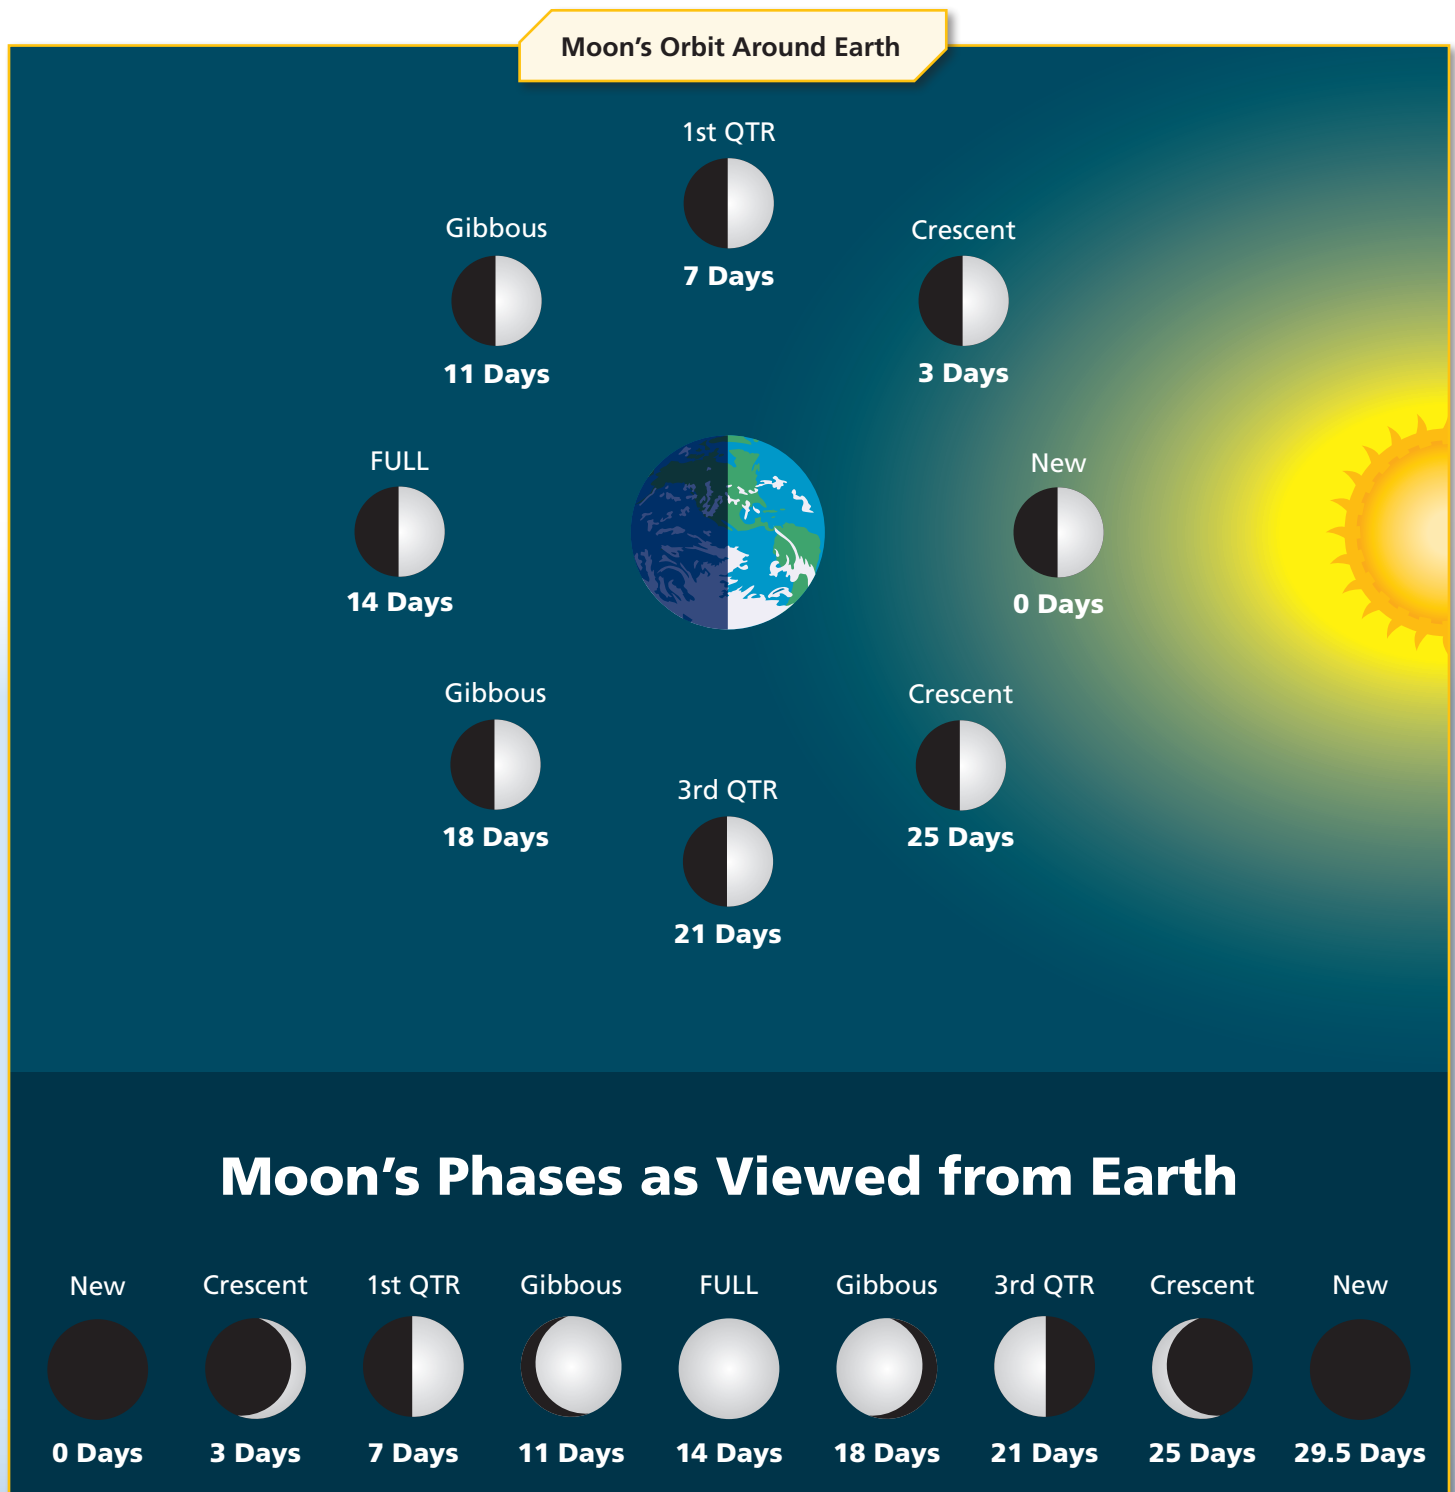 Moon’s Orbit Around Earth
1st QTR
7 Days
Gibbous
11 Days
Crescent
3 Days
FULL
14 Days
New
0 Days
Gibbous
18 Days
Crescent
25 Days
3rd QTR
21 Days
Moon’s Phases as Viewed from Earth
New Crescent 1st QTR Gibbous FULL Gibbous 3rd QTR Crescent New
0 Days 3 Days 7 Days 11 Days 14 Days 18 Days 21 Days 25 Days 29.5 Days